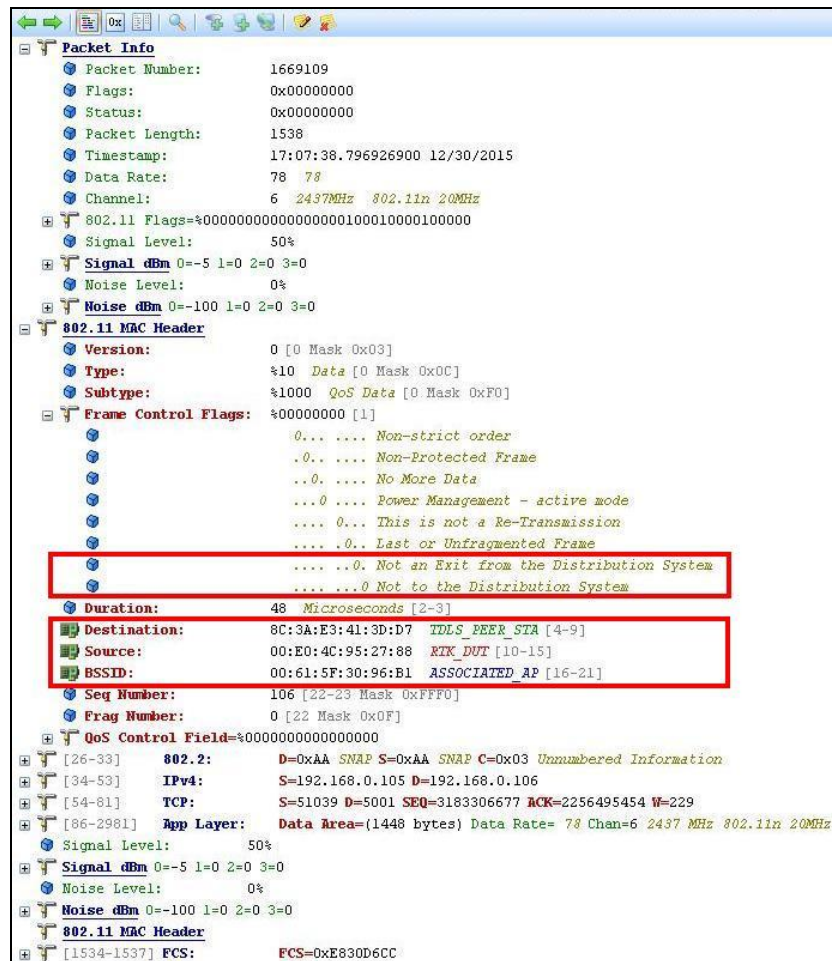 0x
Packet Info
Packet Number: 1669109
Flags: 0x00000000
Status: 0x00000000
Packet Length: 1538
Timestamp: 17:07:38.796926900 12/30/2015
Data Rate: 78 78
Channel: 6 2437MHz 802.11n 20MHz
802.11 Flags=%00000000000000000100010000100000
Signal Level: 50%
Signal dBm 0=-5 1=0 2=0 3=0
Noise Level: 0%
Noise dBm 0=-100 1=0 2=0 3=0
802.11 MAC Header
Version: 0 [0 Mask 0x03]
Type: %10 Data [0 Mask 0x0C]
Subtype: %1000 QoS Data [0 Mask 0xF0]
Frame Control Flags: %00000000 [1]
0... .... Non-strict order
.0.. .... Non-Protected Frame
..0. .... No More Data
...0 .... Power Management - active mode
.... 0... This is not a Re-Transmission
.... .0.. Last or Unfragmented Frame
.... ..0. Not an Exit from the Distribution System
.... ...0 Not to the Distribution System
Duration: 48 Microseconds [2-3]
Destination: 8C:3A:E3:41:3D:D7 TDLS_PEER_STA [4-9]
Source: 00:E0:4C:95:27:88 RTK_DUT [10-15]
BSSID: 00:61:5F:30:96:B1 ASSOCIATED_AP [16-21]
Seq Number: 106 [22-23 Mask 0xFFF0]
Frag Number: 0 [22 Mask 0x0F]
QoS Control Field=%0000000000000000
[26-33] 802.2: D=0xAA SNAP S=0xAA SNAP C=0x03 Unnumbered Information
[34-53] IPv4: S=192.168.0.105 D=192.168.0.106
[54-81] TCP: S=51039 D=5001 SEQ=3183306677 ACK=2256495454 W=229
[86-2981] App Layer: Data Area=(1448 bytes) Data Rate= 78 Chan=6 2437 MHz 802.11n 20MHz
Signal Level: 50%
Signal dBm 0=-5 1=0 2=0 3=0
Noise Level: 0%
Noise dBm 0=-100 1=0 2=0 3=0
802.11 MAC Header
[1534-1537] FCS: FCS=0xE830D6CC